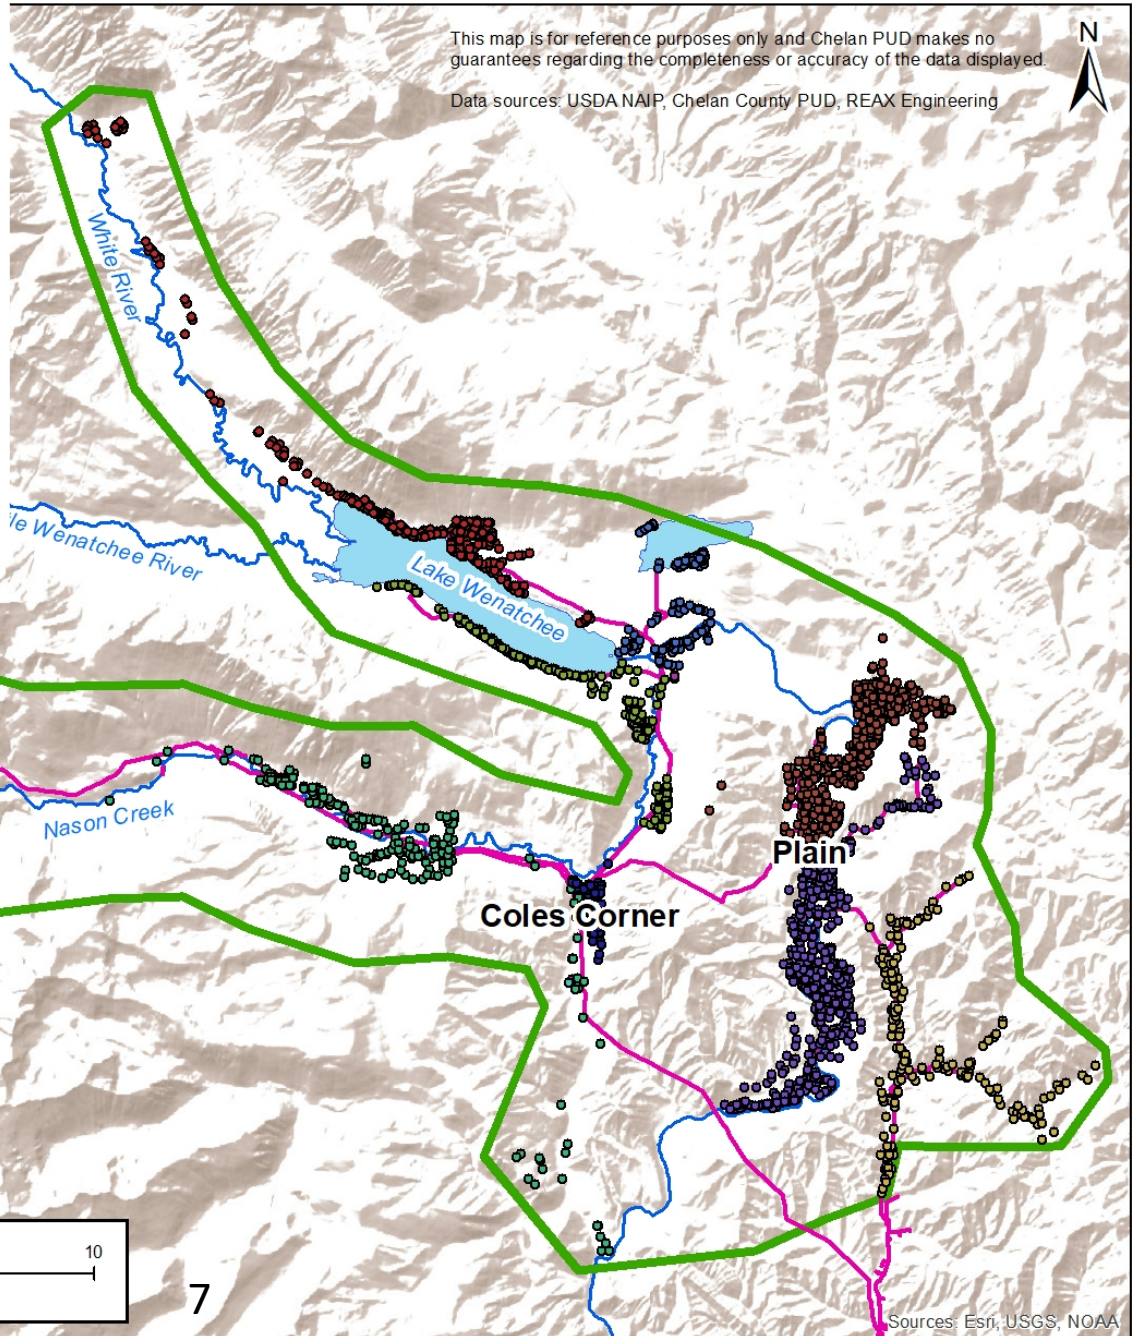 This map is for reference purposes only and Chelan PUD makes no
guarantees regarding the completeness or accuracy of the data displayed.
Data sources: USDA NAIP, Chelan County PUD, REAX Engineering
N
White River
Wenatchee River
Lake Wenatchee
Nason Creek
Plain
Coles Corner
10
7
Sources: Esri, USGS, NOAA